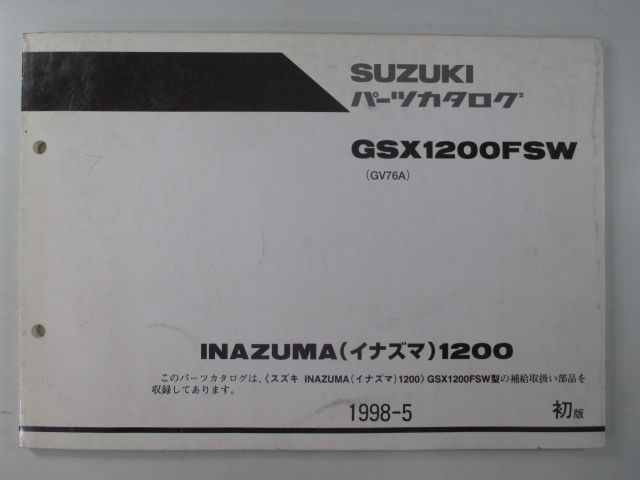 SUZUKI
パーツカタログ
GSX1200FSW
(GV76A)
INAZUMA(イナズマ)1200
このパーツカタログは、《スズキ INAZUMA(イナズマ)1200》GSX1200FSW型の補給取扱い部品を
収録してあります。
1998-5 初版